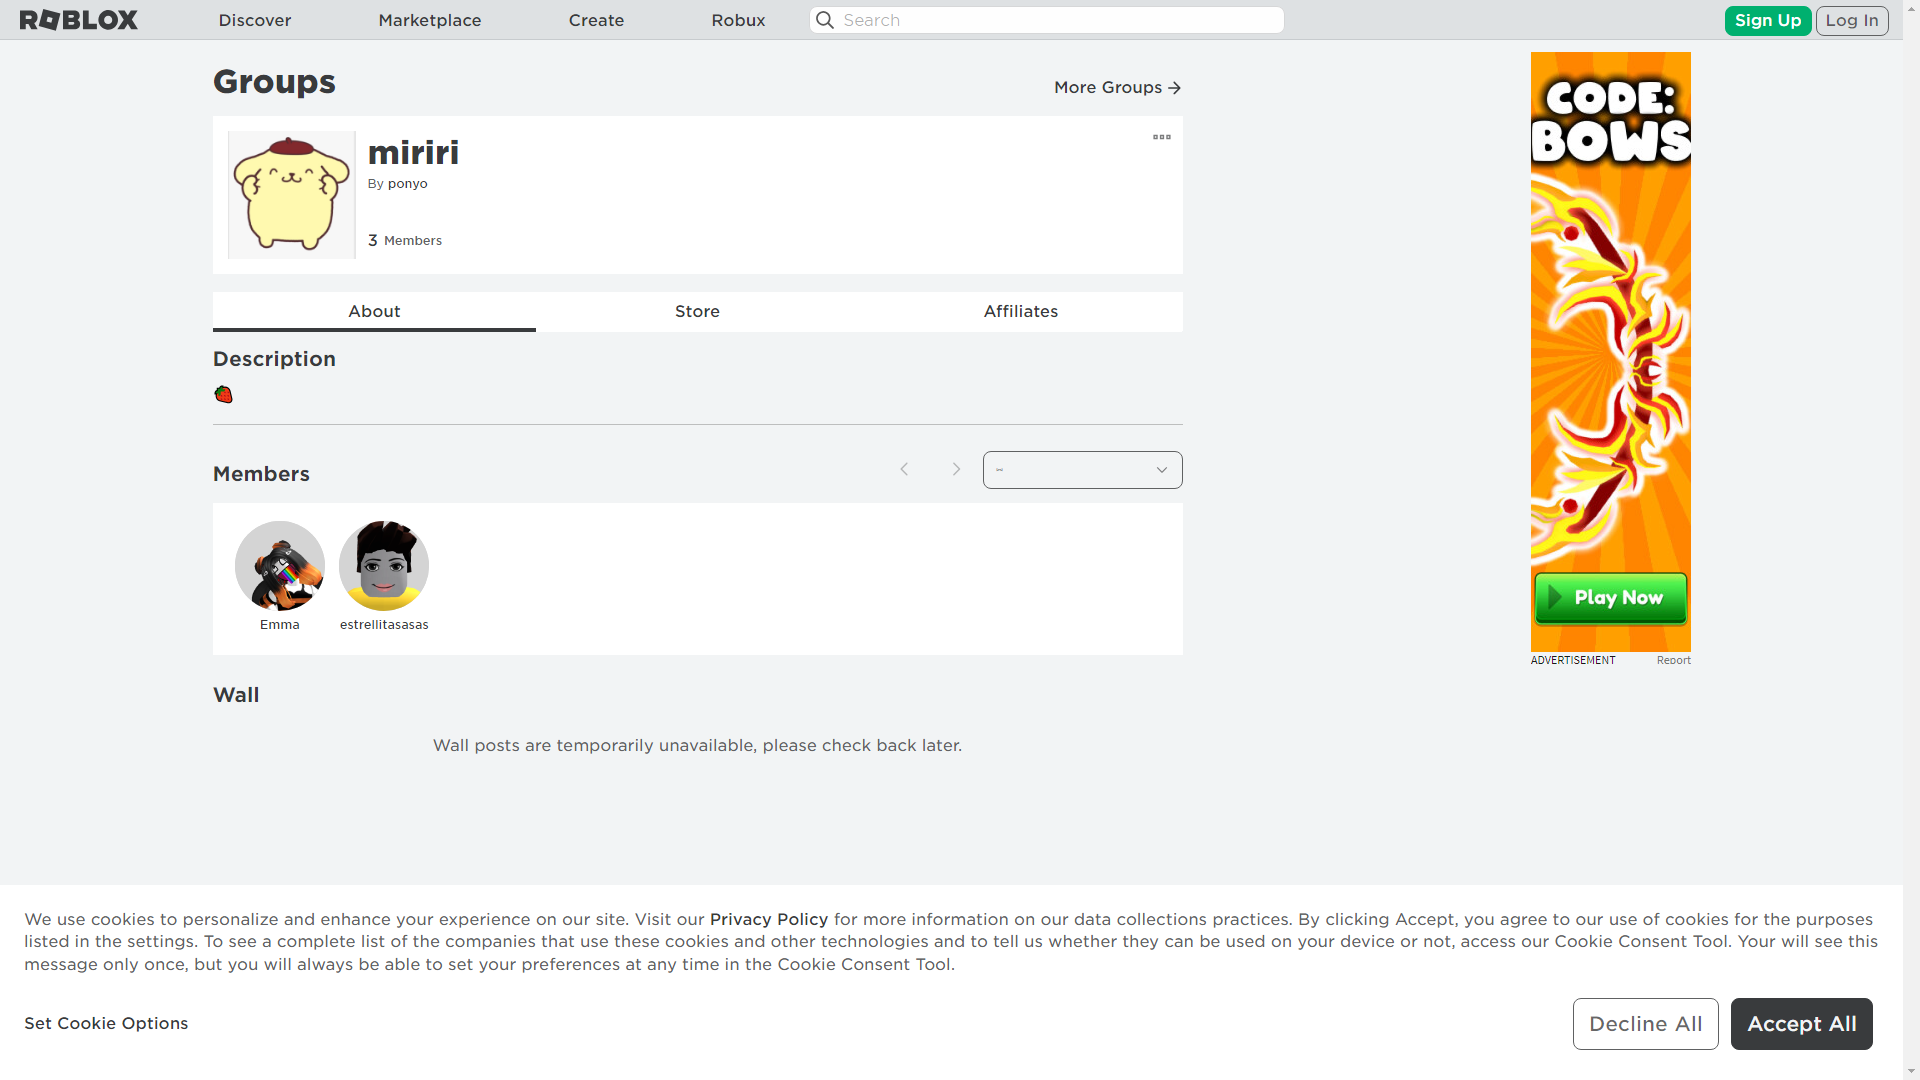 ROBLOX
Discover
Marketplace
Create
Robux
Search
Sign Up
Log In
Groups
More Groups
miriri
By ponyo
3 Members
About
Store
Affiliates
Description
Members
--
Emma
estrellitasasas
Wall
Wall posts are temporarily unavailable, please check back later.
CODE:
BOWS
Play Now
ADVERTISEMENT
Report
We use cookies to personalize and enhance your experience on our site. Visit our Privacy Policy for more information on our data collections practices. By clicking Accept, you agree to our use of cookies for the purposes
listed in the settings. To see a complete list of the companies that use these cookies and other technologies and to tell us whether they can be used on your device or not, access our Cookie Consent Tool. Your will see this
message only once, but you will always be able to set your preferences at any time in the Cookie Consent Tool.
Set Cookie Options
Decline All
Accept All